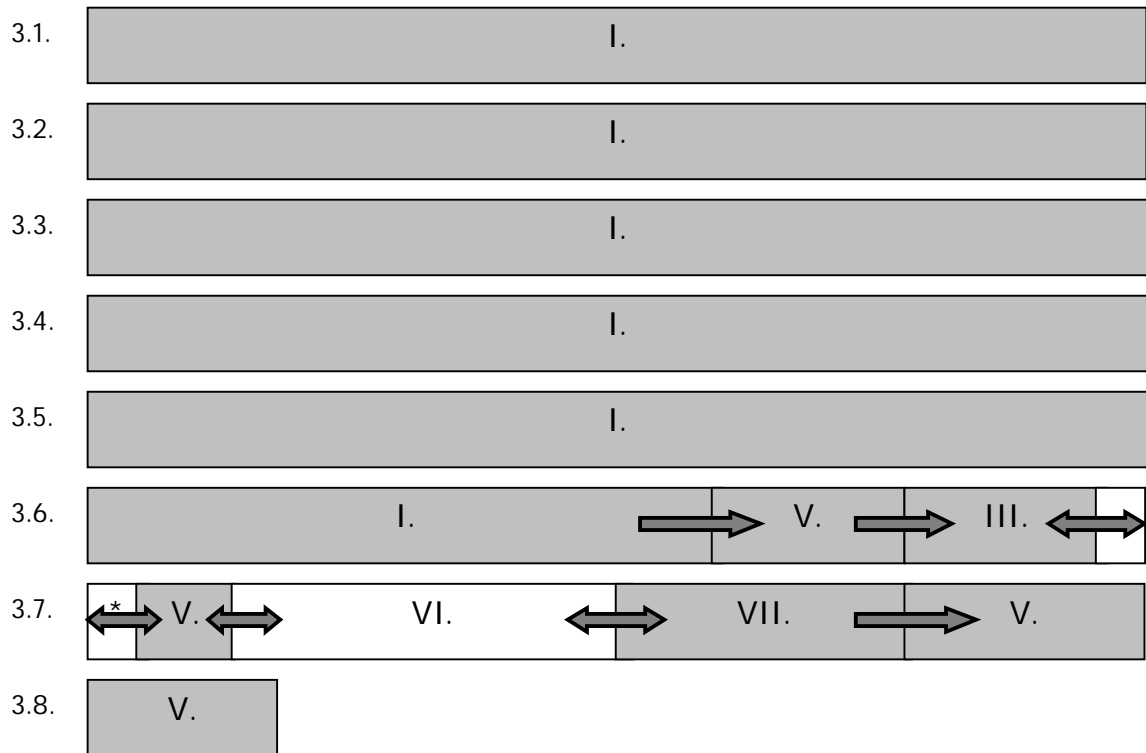 3.1. I.
3.2. I.
3.3. I.
3.4. I.
3.5. I.
3.6. I. V. III.
3.7. * V. VI. VII. V.
3.8. V.